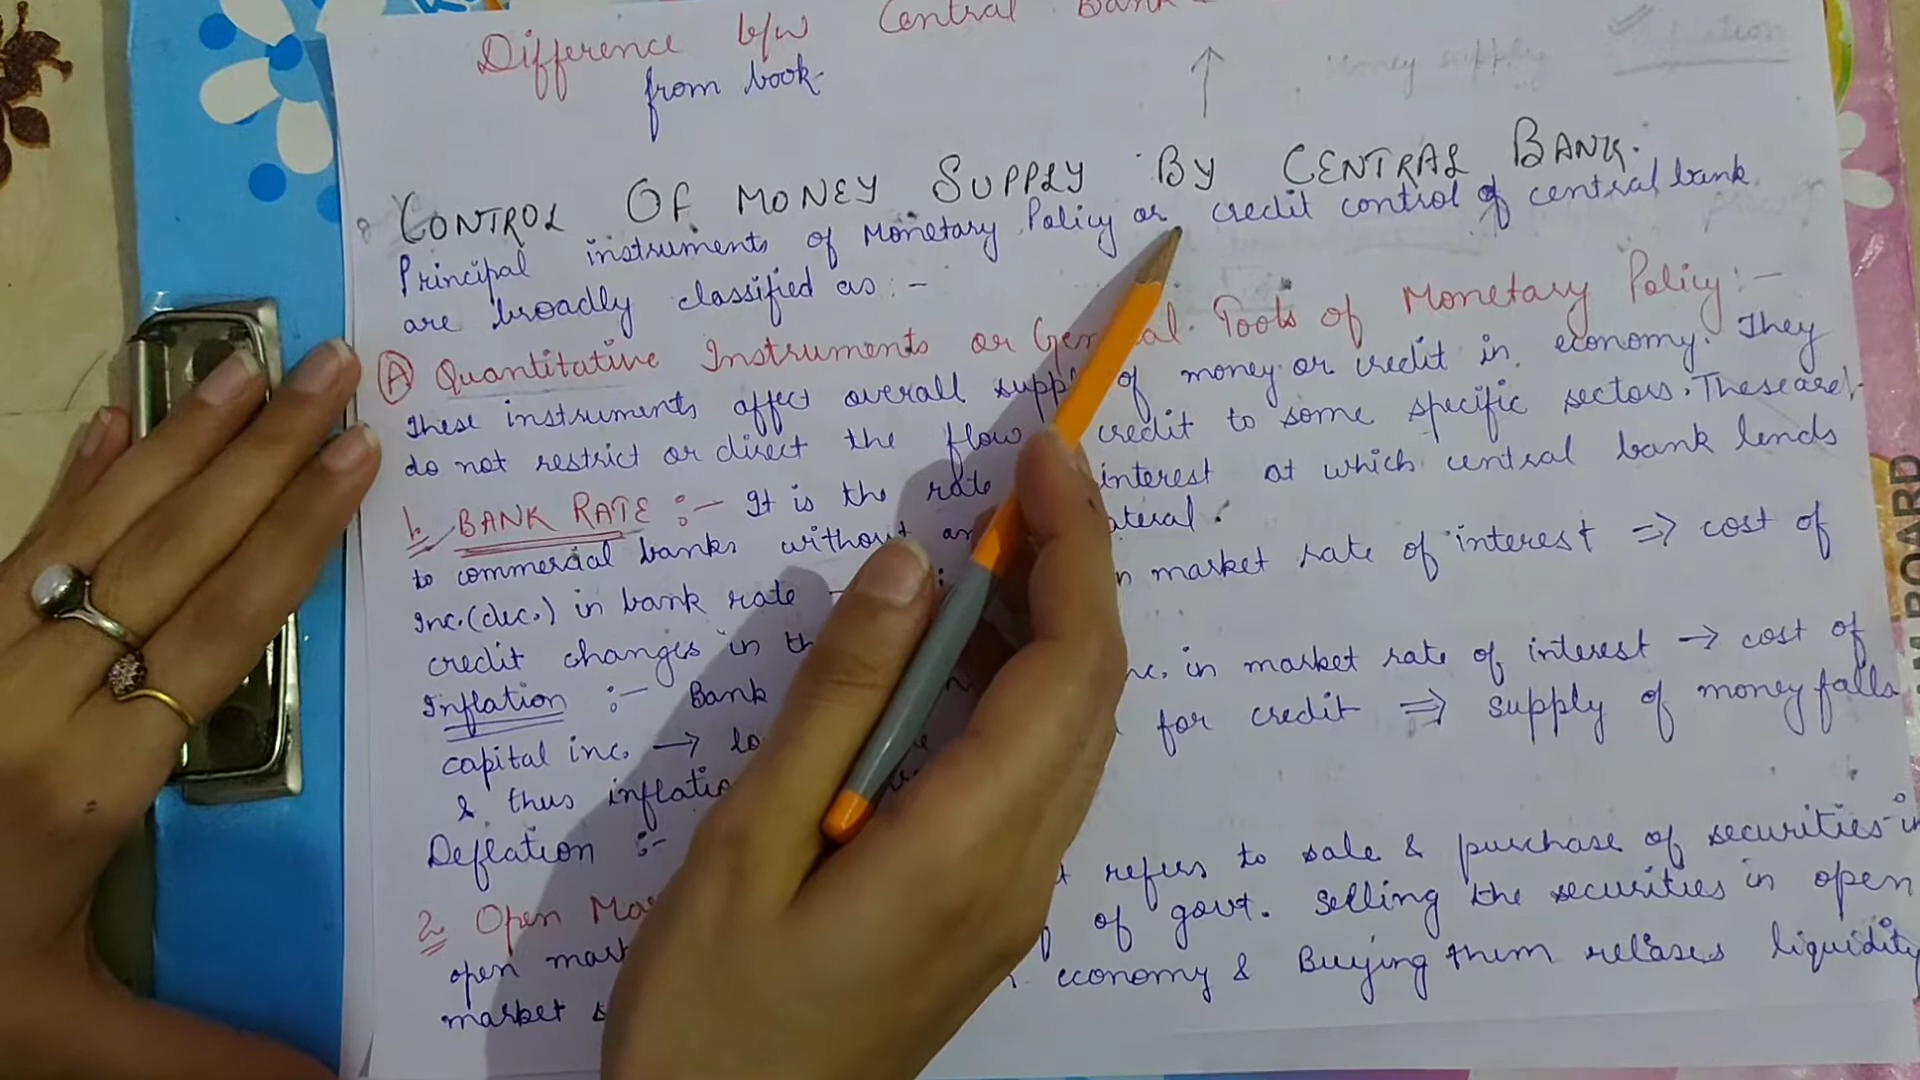 Difference b/w Central Bank
from book
Money supply
CONTROL OF MONEY SUPPLY BY CENTRAL BANK.
Principal instruments of Monetary Policy or credit control of central bank
are broadly classified as :-
(A) Quantitative Instruments or General Tools of Monetary Policy :-
These instruments affect overall supply of money or credit in economy. They
do not restrict or direct the flow credit to some specific sectors. These are :-
1. BANK RATE :- It is the rate interest at which central bank lends
to commercial banks without
Inc.(dec.) in bank rate market rate of interest ⇒ cost of
credit changes in
Inflation :- Bank inc. in market rate of interest → cost of
capital inc. → for credit ⇒ supply of money falls
& thus
Deflation :-
2. Open refers to sale & purchase of securities in
open of govt. Selling the securities in open
market economy & Buying them relases liquidity
BOARD